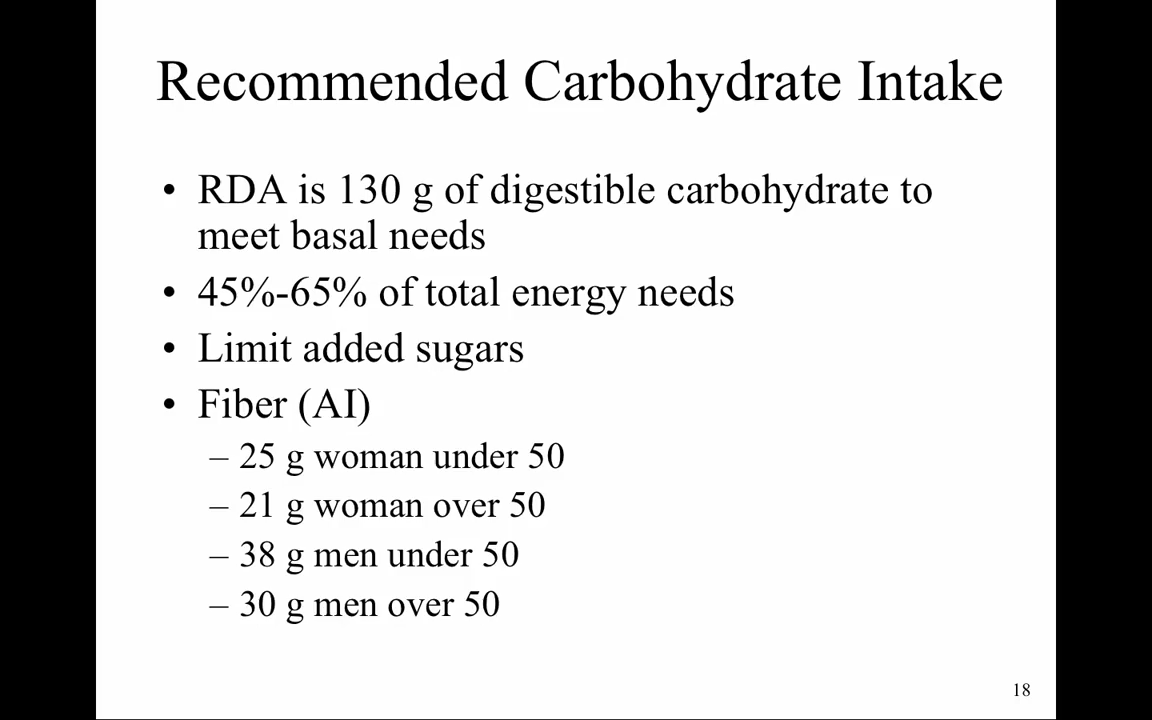 Recommended Carbohydrate Intake
• RDA is 130 g of digestible carbohydrate to
meet basal needs
• 45%-65% of total energy needs
• Limit added sugars
• Fiber (AI)
– 25 g woman under 50
– 21 g woman over 50
– 38 g men under 50
– 30 g men over 50
18